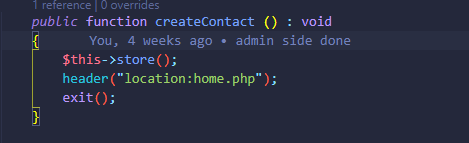 1 reference | 0 overrides
public function createContact () : void
{ You, 4 weeks ago • admin side done
$this->store();
header("location:home.php");
exit();
}